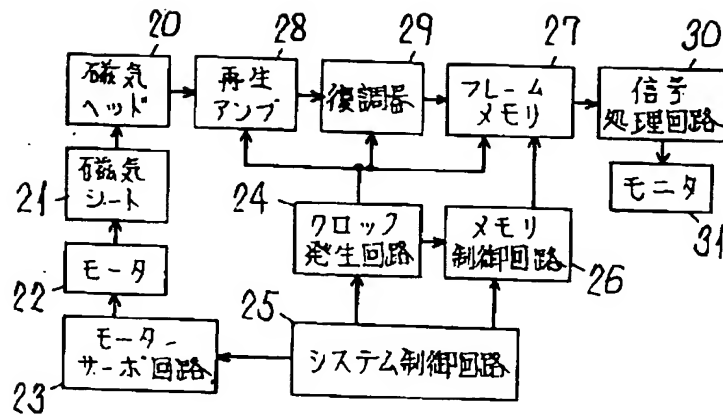 20
28
29
27
30
磁気
ヘッド
再生
アンプ
復調器
フレーム
メモリ
信号
処理回路
21
磁気
シート
24
クロック
発生回路
メモリ
制御回路
26
モニタ
31
22
モータ
25
システム制御回路
23
モーター
サーボ回路